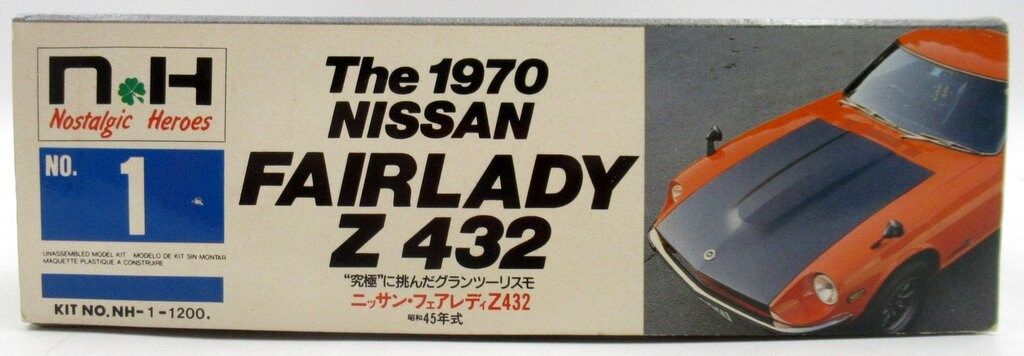 n H
Nostalgic Heroes
NO. 1
UNASSEMBLED MODEL KIT MODELO DE KIT SIN MONTAR
MAQUETTE PLASTIQUE A CONSTRUIRE
KIT NO. NH-1-1200.
The 1970
NISSAN
FAIRLADY
Z 432
“究極”に挑んだグランツーリスモ
ニッサン・フェアレディZ432
昭和45年式